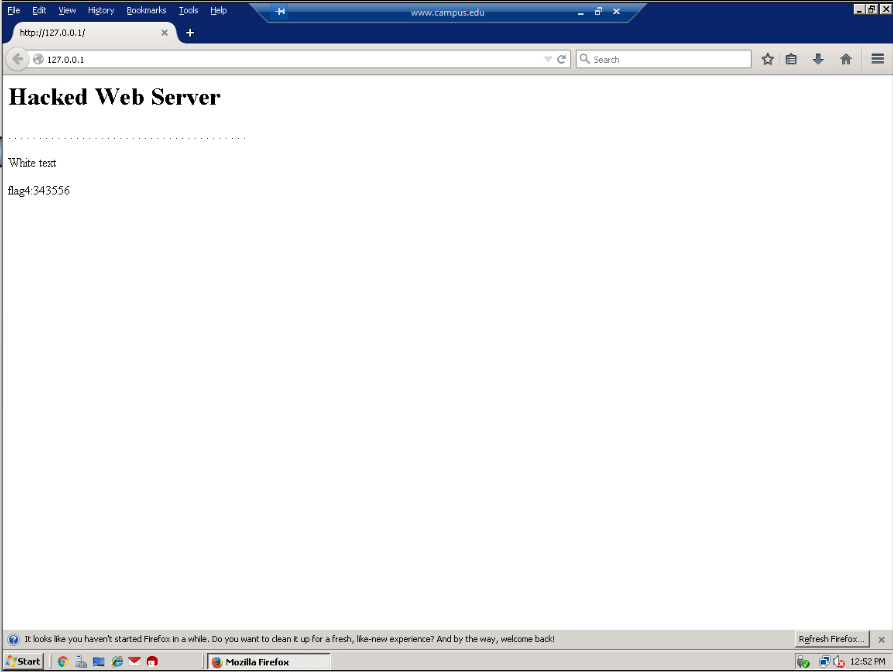 File Edit View History Bookmarks Tools Help
www.campus.edu
http://127.0.0.1/
127.0.0.1
Search
Hacked Web Server
. . . . . . . . . . . . . . . . . . . . . . . . . . . . . . . . . . . . . . .
White text
flag4:343556
It looks like you haven't started Firefox in a while. Do you want to clean it up for a fresh, like-new experience? And by the way, welcome back!
Refresh Firefox...
Start
Mozilla Firefox
12:52 PM